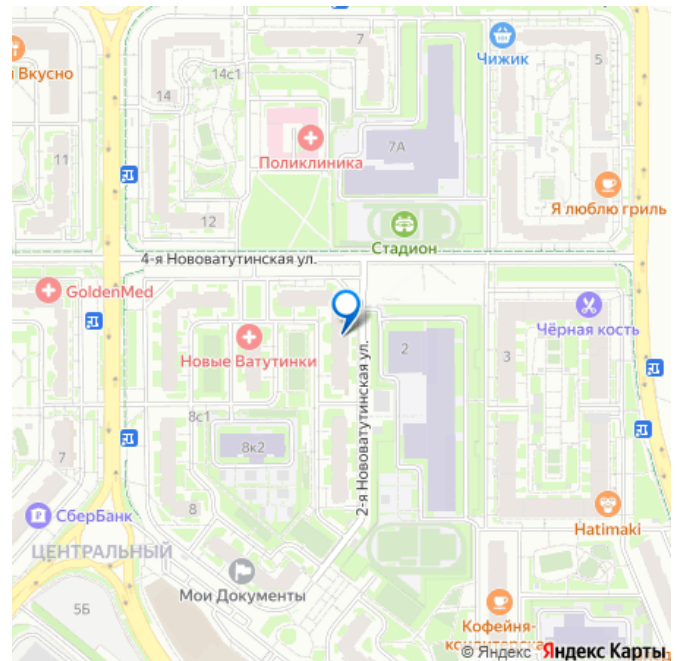 7
Чижик
5
Вкусно
14с1
14
Поликлиника
7А
11
Я люблю гриль
12
Стадион
4-я Нововатутинская ул.
GoldenMed
Чёрная кость
Новые Ватутинки
2
3
2-я Нововатутинская ул.
8с1
8к2
7
8
СберБанк
Hatimaki
ЦЕНТРАЛЬНЫЙ
Мои Документы
5Б
Кофейня-
© Яндекс Яндекс Карты